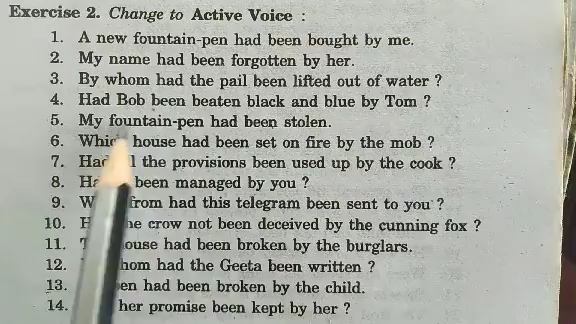 Exercise 2. Change to Active Voice :
1. A new fountain-pen had been bought by me.
2. My name had been forgotten by her.
3. By whom had the pail been lifted out of water ?
4. Had Bob been beaten black and blue by Tom ?
5. My fountain-pen had been stolen.
6. house had been set on fire by the mob ?
7. the provisions been used up by the cook ?
8. been managed by you ?
9. from had this telegram been sent to you ?
10. crow not been deceived by the cunning fox ?
11. had been broken by the burglars.
12. had the Geeta been written ?
13. had been broken by the child.
14. her promise been kept by her ?